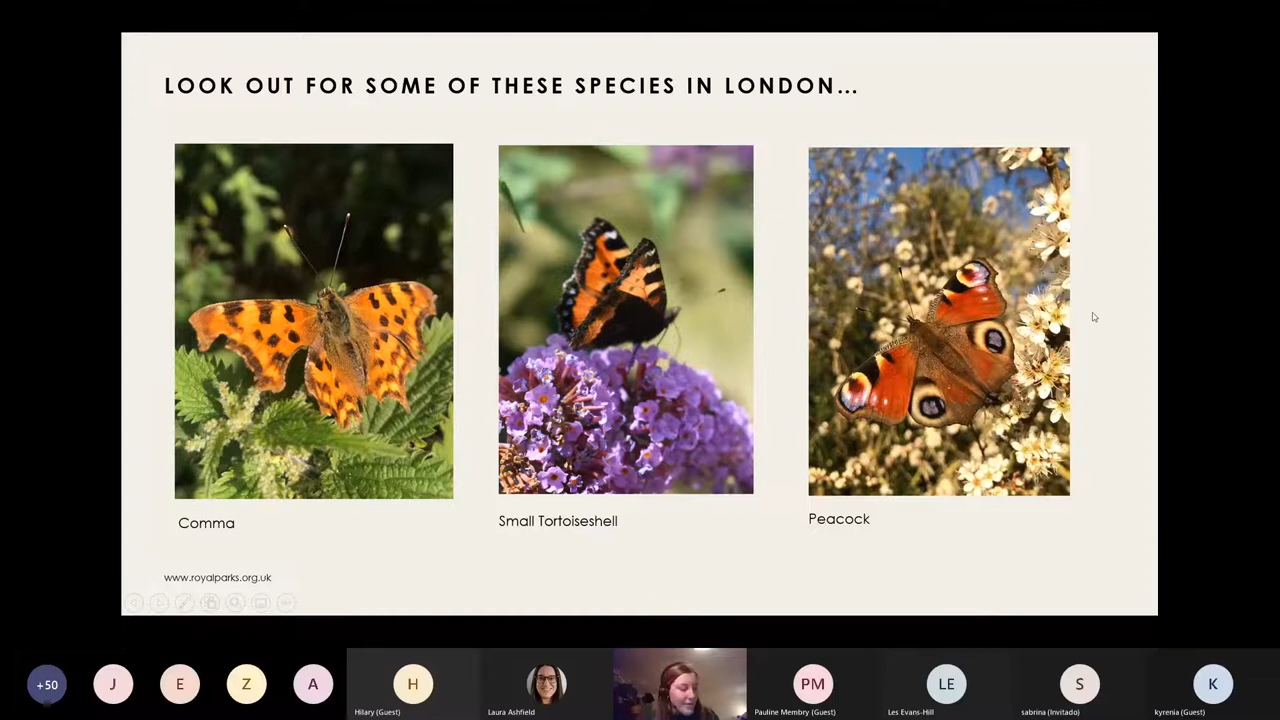 LOOK OUT FOR SOME OF THESE SPECIES IN LONDON...
Comma
Small Tortoiseshell
Peacock
www.royalparks.org.uk
+50
J
E
Z
A
H
PM
LE
S
K
Hilary (Guest)
Laura Ashfield
Pauline Membry (Guest)
Les Evans-Hill
sabrina (Invitado)
kyrenia (Guest)